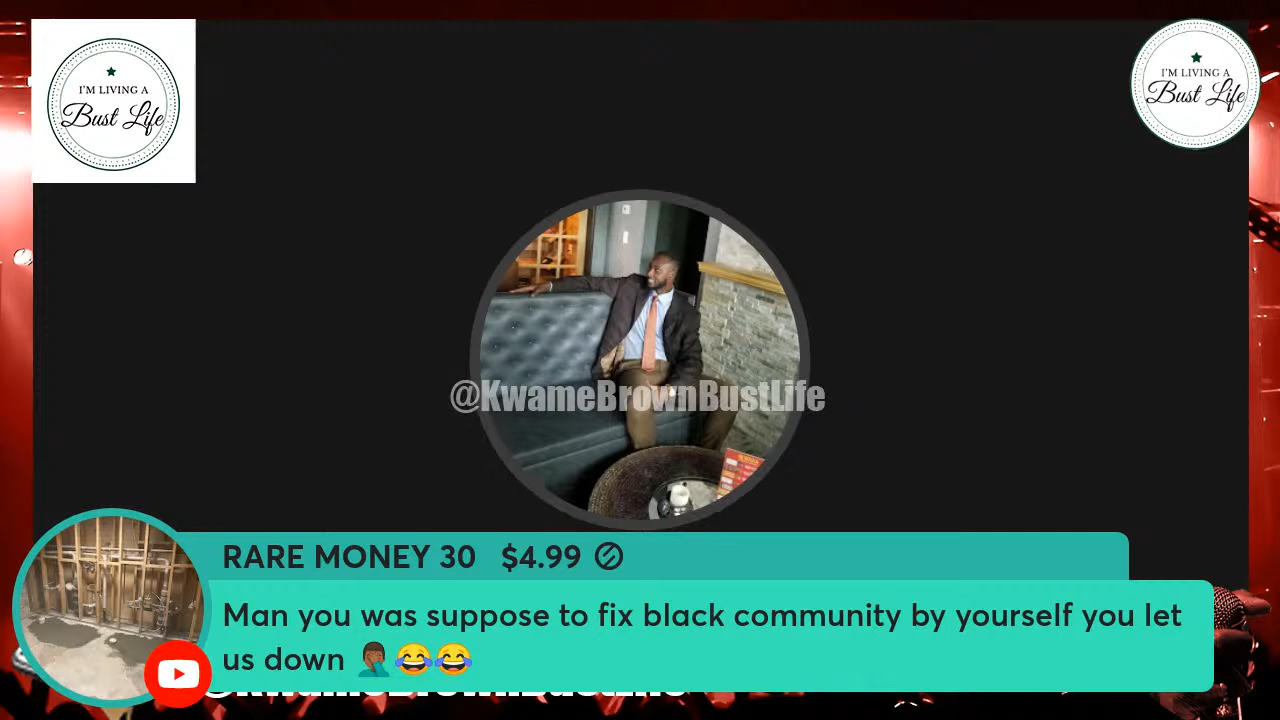 I'M LIVING A
Bust Life
I'M LIVING A
Bust Life
@KwameBrownBustLife
RARE MONEY 30 $4.99
Man you was suppose to fix black community by yourself you let
us down 🤦🏾‍♂️😂😂
@KwameBrownBustLife